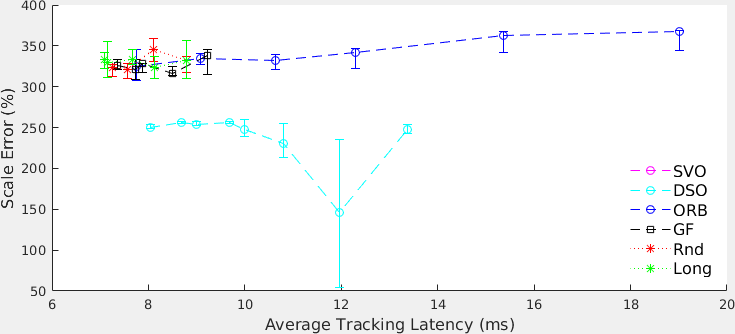 400
350
300
250
200
150
100
50
Scale Error (%)
6 8 10 12 14 16 18 20
Average Tracking Latency (ms)
SVO
DSO
ORB
GF
Rnd
Long